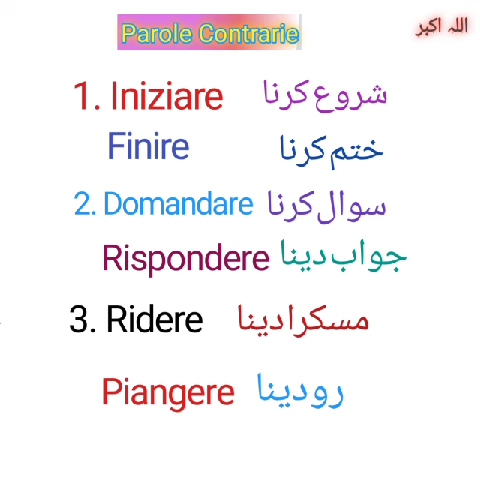 Parole Contrarie
اللہ اکبر
1. Iniziare شروع کرنا
Finire ختم کرنا
2. Domandare سوال کرنا
Rispondere جواب دینا
3. Ridere مسکرا دینا
Piangere رو دینا